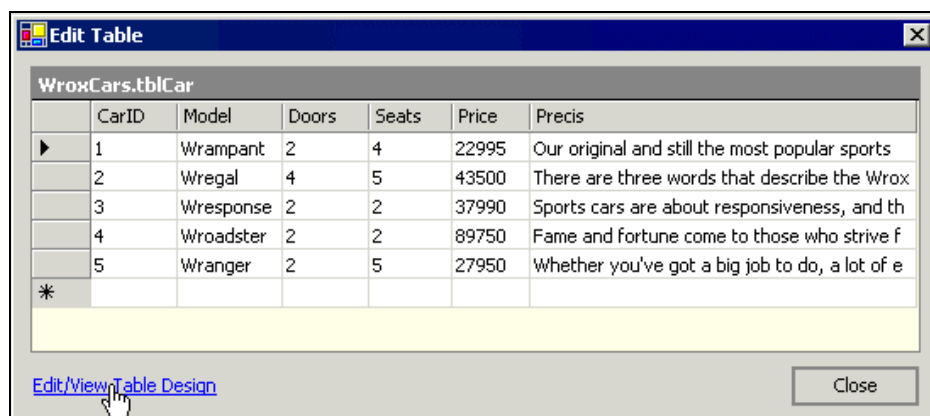 Edit Table
WroxCars.tblCar
CarID Model Doors Seats Price Precis
1 Wrampant 2 4 22995 Our original and still the most popular sports
2 Wregal 4 5 43500 There are three words that describe the Wrox
3 Wresponse 2 2 37990 Sports cars are about responsiveness, and th
4 Wroadster 2 2 89750 Fame and fortune come to those who strive f
5 Wranger 2 5 27950 Whether you've got a big job to do, a lot of e
Edit/View Table Design Close